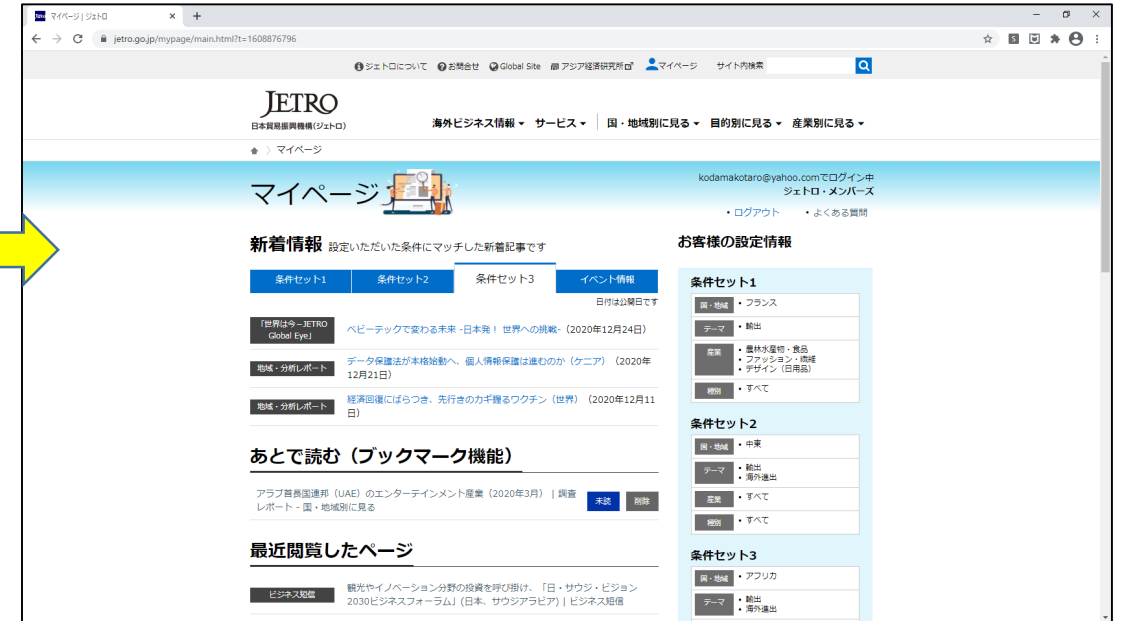 マイページ | ジェトロ
jetro.go.jp/mypage/main.html?t=1608876796
ジェトロについて お問合せ Global Site アジア経済研究所 マイページ サイト内検索
JETRO
日本貿易振興機構(ジェトロ)
海外ビジネス情報 サービス 国・地域別に見る 目的別に見る 産業別に見る
マイページ
マイページ
kodamakotaro@yahoo.comでログイン中
ジェトロ・メンバーズ
・ログアウト ・よくある質問
新着情報 設定いただいた条件にマッチした新着記事です
条件セット1 条件セット2 条件セット3 イベント情報
日付は公開日です
「世界は今－JETRO
Global Eye」
ベビーテックで変わる未来 -日本発！ 世界への挑戦-（2020年12月24日）
地域・分析レポート
データ保護法が本格始動へ、個人情報保護は進むのか（ケニア）（2020年
12月21日）
地域・分析レポート
経済回復にばらつき、先行きのカギ握るワクチン（世界）（2020年12月11
日）
あとで読む（ブックマーク機能）
アラブ首長国連邦（UAE）のエンターテインメント産業（2020年3月） | 調査
レポート - 国・地域別に見る
未読 削除
最近閲覧したページ
ビジネス短信
観光やイノベーション分野の投資を呼び掛け、「日・サウジ・ビジョン
2030ビジネスフォーラム」(日本、サウジアラビア) | ビジネス短信
お客様の設定情報
条件セット1
国・地域 ・フランス
テーマ ・輸出
産業 ・農林水産物・食品
・ファッション・繊維
・デザイン（日用品）
種別 ・すべて
条件セット2
国・地域 ・中東
テーマ ・輸出
・海外進出
産業 ・すべて
種別 ・すべて
条件セット3
国・地域 ・アフリカ
テーマ ・輸出
・海外進出